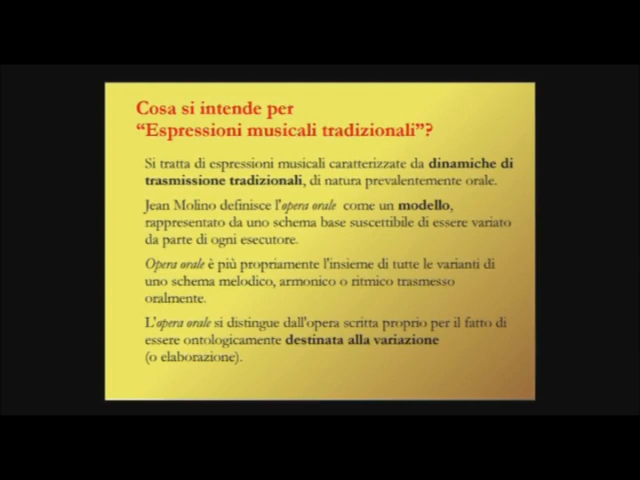 Cosa si intende per
“Espressioni musicali tradizionali”?
Si tratta di espressioni musicali caratterizzate da dinamiche di
trasmissione tradizionali, di natura prevalentemente orale.
Jean Molino definisce l'opera orale come un modello,
rappresentato da uno schema base suscettibile di essere variato
da parte di ogni esecutore.
Opera orale è più propriamente l'insieme di tutte le varianti di
uno schema melodico, armonico o ritmico trasmesso
oralmente.
L'opera orale si distingue dall'opera scritta proprio per il fatto di
essere ontologicamente destinata alla variazione
(o elaborazione).